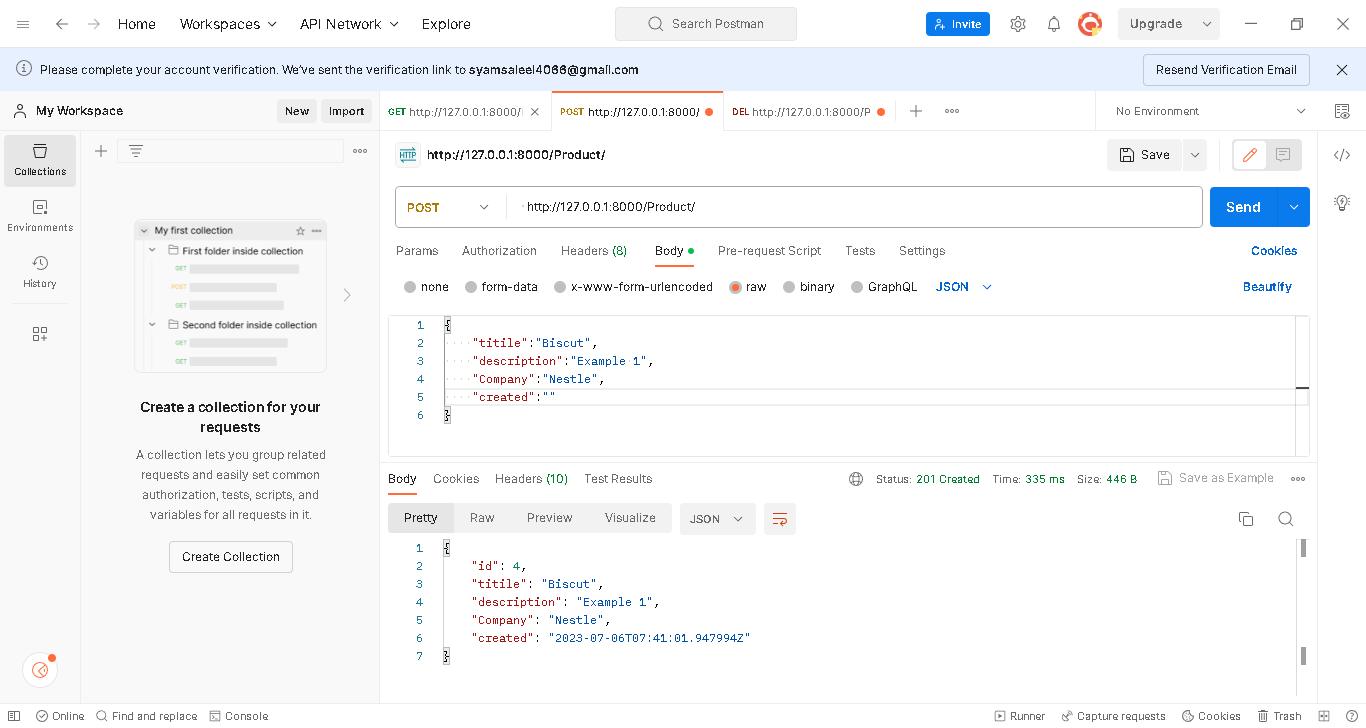 Home Workspaces API Network Explore Search Postman Invite Upgrade
Please complete your account verification. We've sent the verification link to syamsaleel4066@gmail.com Resend Verification Email
My Workspace New Import GET http://127.0.0.1:8000/ POST http://127.0.0.1:8000/ DEL http://127.0.0.1:8000/P No Environment
Collections
Environments
History
My first collection
First folder inside collection
GET
POST
GET
Second folder inside collection
GET
GET
Create a collection for your
requests
A collection lets you group related
requests and easily set common
authorization, tests, scripts, and
variables for all requests in it.
Create Collection
HTTP http://127.0.0.1:8000/Product/ Save
POST http://127.0.0.1:8000/Product/ Send
Params Authorization Headers (8) Body Pre-request Script Tests Settings Cookies
none form-data x-www-form-urlencoded raw binary GraphQL JSON Beautify
1 {
2 "titile":"Biscut",
3 "description":"Example 1",
4 "Company":"Nestle",
5 "created":""
6 }
Body Cookies Headers (10) Test Results Status: 201 Created Time: 335 ms Size: 446 B Save as Example
Pretty Raw Preview Visualize JSON
1 {
2 "id": 4,
3 "titile": "Biscut",
4 "description": "Example 1",
5 "Company": "Nestle",
6 "created": "2023-07-06T07:41:01.947994Z"
7 }
Online Find and replace Console Runner Capture requests Cookies Trash